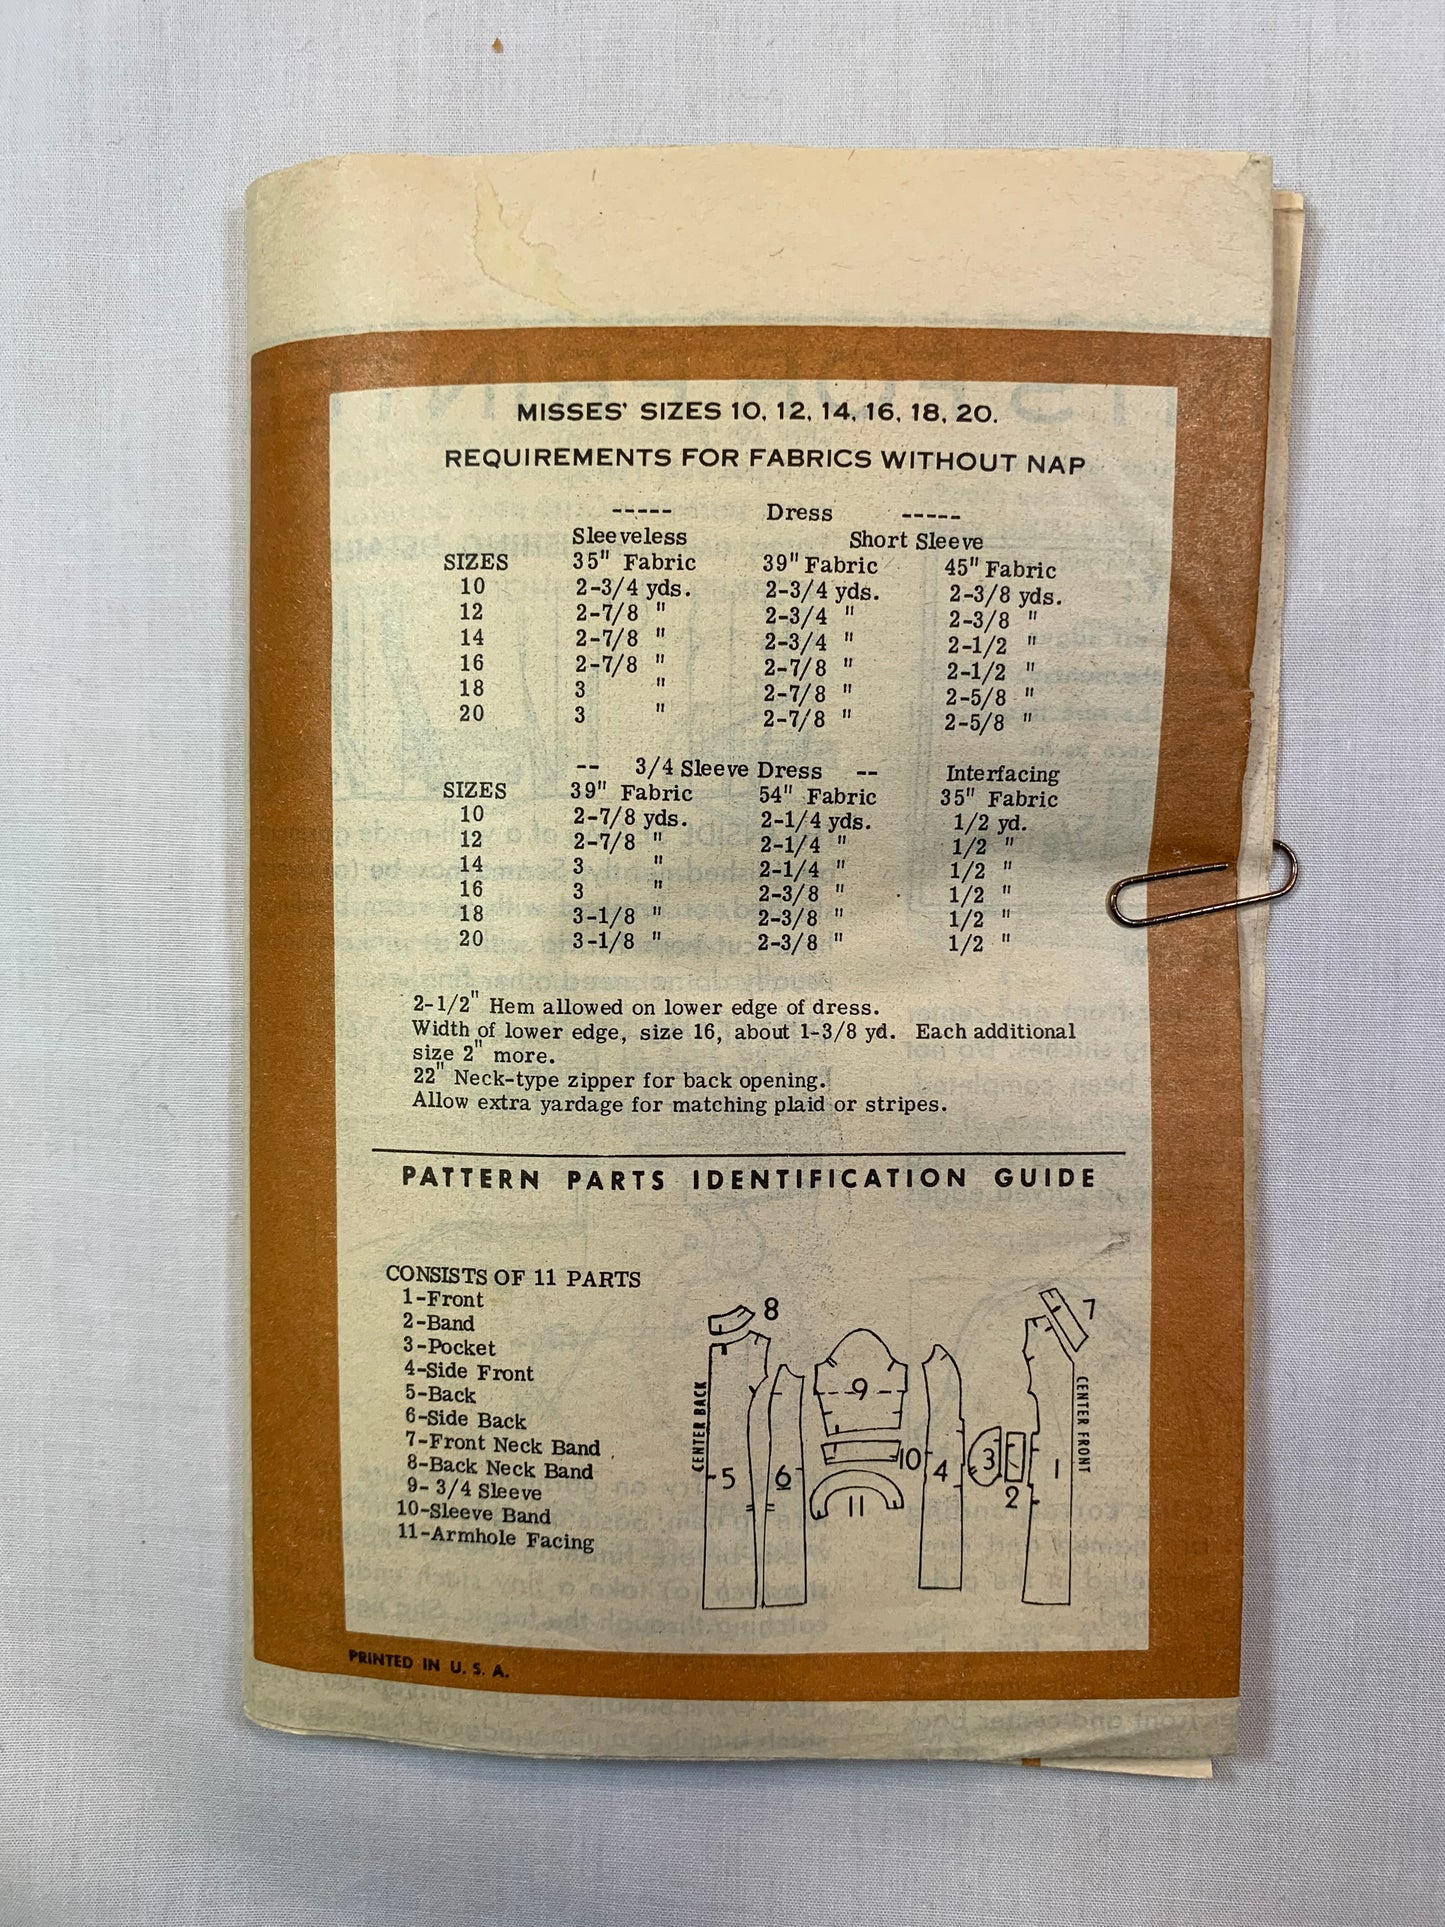 MISSES' SIZES 10, 12, 14, 16, 18, 20.
REQUIREMENTS FOR FABRICS WITHOUT NAP
----- Dress -----
Sleeveless Short Sleeve
SIZES 35" Fabric 39" Fabric 45" Fabric
10 2-3/4 yds. 2-3/4 yds. 2-3/8 yds.
12 2-7/8 " 2-3/4 " 2-3/8 "
14 2-7/8 " 2-3/4 " 2-1/2 "
16 2-7/8 " 2-7/8 " 2-1/2 "
18 3 " 2-7/8 " 2-5/8 "
20 3 " 2-7/8 " 2-5/8 "
-- 3/4 Sleeve Dress -- Interfacing
SIZES 39" Fabric 54" Fabric 35" Fabric
10 2-7/8 yds. 2-1/4 yds. 1/2 yd.
12 2-7/8 " 2-1/4 " 1/2 "
14 3 " 2-1/4 " 1/2 "
16 3 " 2-3/8 " 1/2 "
18 3-1/8 " 2-3/8 " 1/2 "
20 3-1/8 " 2-3/8 " 1/2 "
2-1/2" Hem allowed on lower edge of dress.
Width of lower edge, size 16, about 1-3/8 yd. Each additional
size 2" more.
22" Neck-type zipper for back opening.
Allow extra yardage for matching plaid or stripes.
PATTERN PARTS IDENTIFICATION GUIDE
CONSISTS OF 11 PARTS
1-Front
2-Band
3-Pocket
4-Side Front
5-Back
6-Side Back
7-Front Neck Band
8-Back Neck Band
9- 3/4 Sleeve
10-Sleeve Band
11-Armhole Facing
8
7
9
CENTER BACK
CENTER FRONT
5
6
10
4
3
1
2
11
PRINTED IN U. S. A.